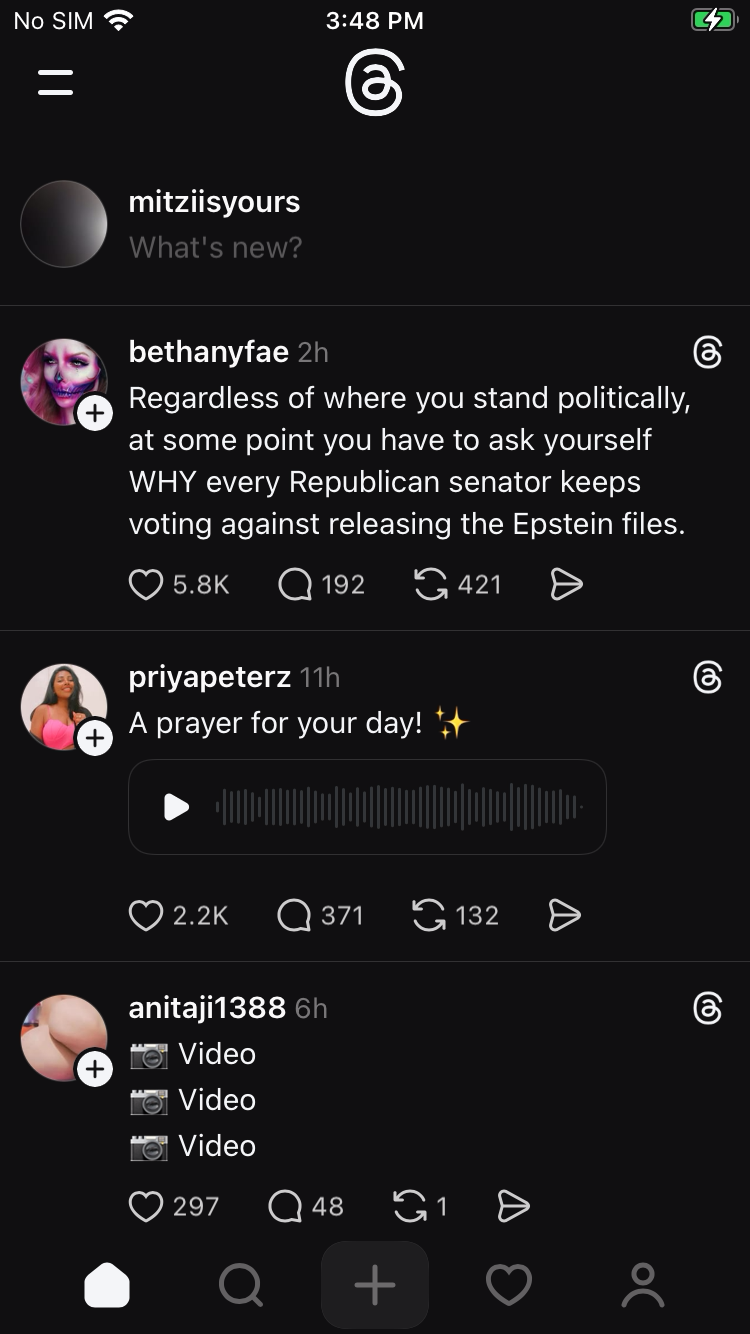 No SIM 3:48 PM
mitziisyours
What's new?
bethanyfae 2h
Regardless of where you stand politically,
at some point you have to ask yourself
WHY every Republican senator keeps
voting against releasing the Epstein files.
5.8K 192 421
priyapeterz 11h
A prayer for your day! ✨
2.2K 371 132
anitaji1388 6h
📷 Video
📷 Video
📷 Video
297 48 1